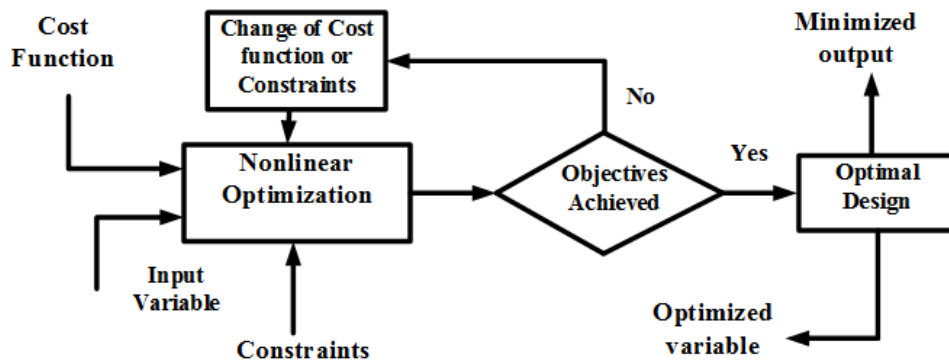 Cost
Function
Change of Cost
function or
Constraints
Minimized
output
No
Nonlinear
Optimization
Objectives
Achieved
Yes
Optimal
Design
Input
Variable
Constraints
Optimized
variable